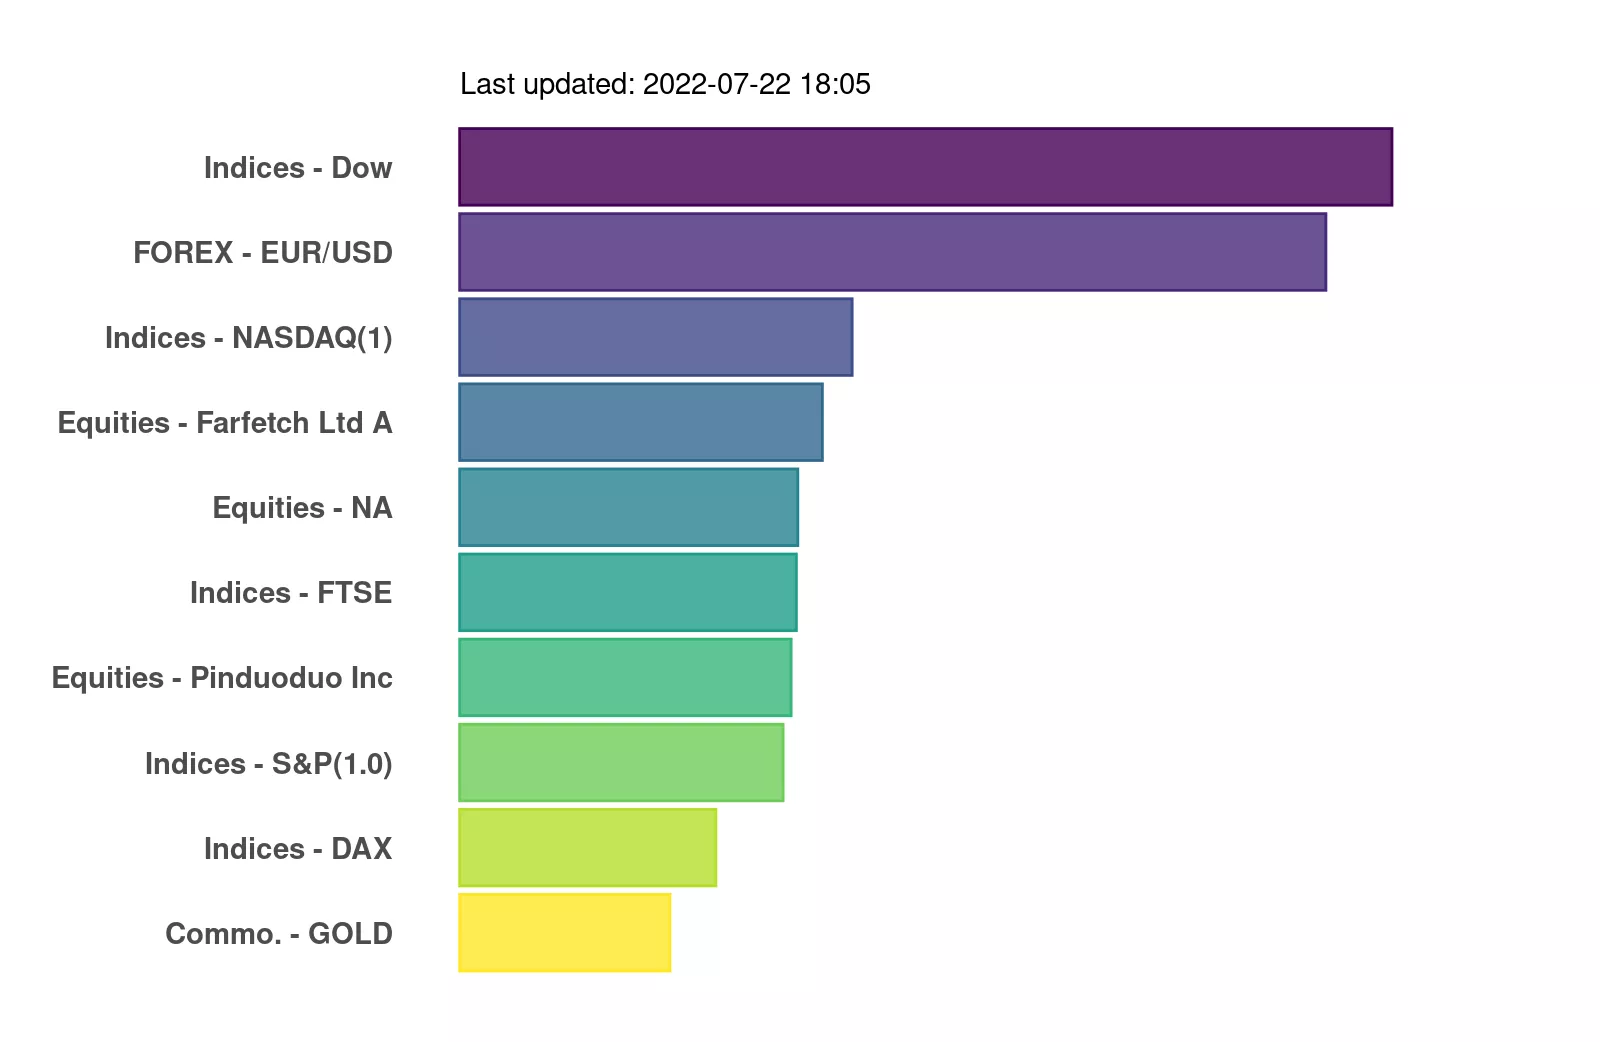 Last updated: 2022-07-22 18:05
Indices - Dow
FOREX - EUR/USD
Indices - NASDAQ(1)
Equities - Farfetch Ltd A
Equities - NA
Indices - FTSE
Equities - Pinduoduo Inc
Indices - S&P(1.0)
Indices - DAX
Commo. - GOLD